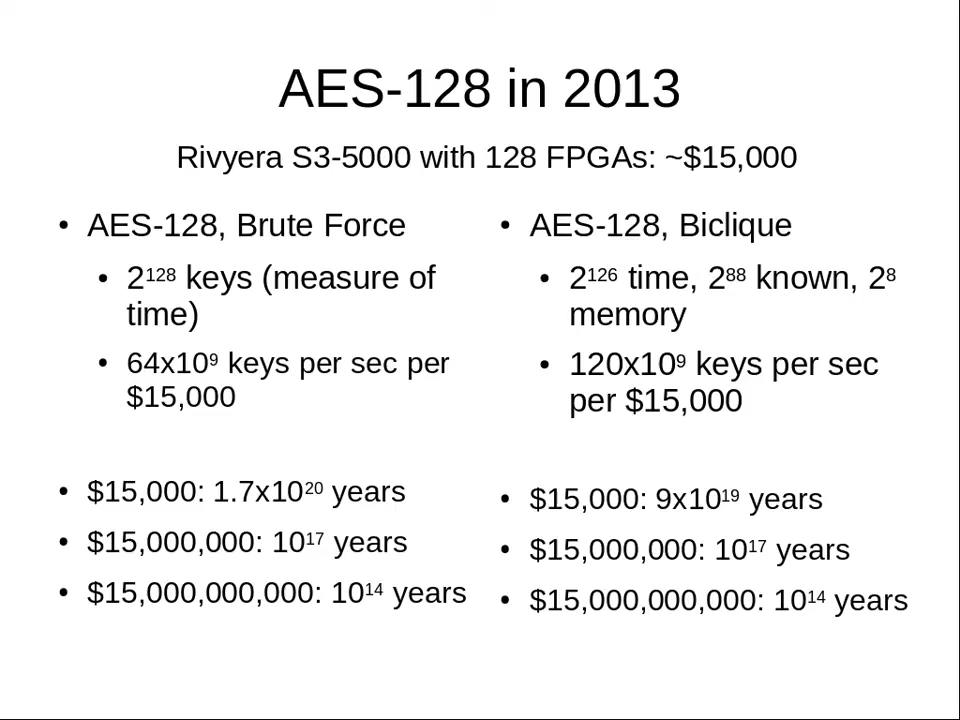 AES-128 in 2013
Rivyera S3-5000 with 128 FPGAs: ~$15,000
• AES-128, Brute Force
• 2¹²⁸ keys (measure of
time)
• 64x10⁹ keys per sec per
$15,000
• $15,000: 1.7x10²⁰ years
• $15,000,000: 10¹⁷ years
• $15,000,000,000: 10¹⁴ years
• AES-128, Biclique
• 2¹²⁶ time, 2⁸⁸ known, 2⁸
memory
• 120x10⁹ keys per sec
per $15,000
• $15,000: 9x10¹⁹ years
• $15,000,000: 10¹⁷ years
• $15,000,000,000: 10¹⁴ years